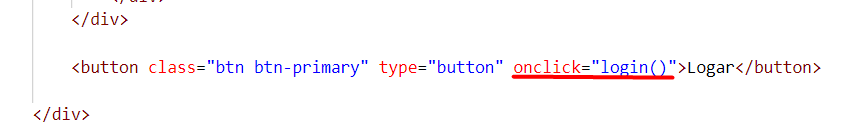 </div>
<button class="btn btn-primary" type="button" onclick="login()">Logar</button>
</div>